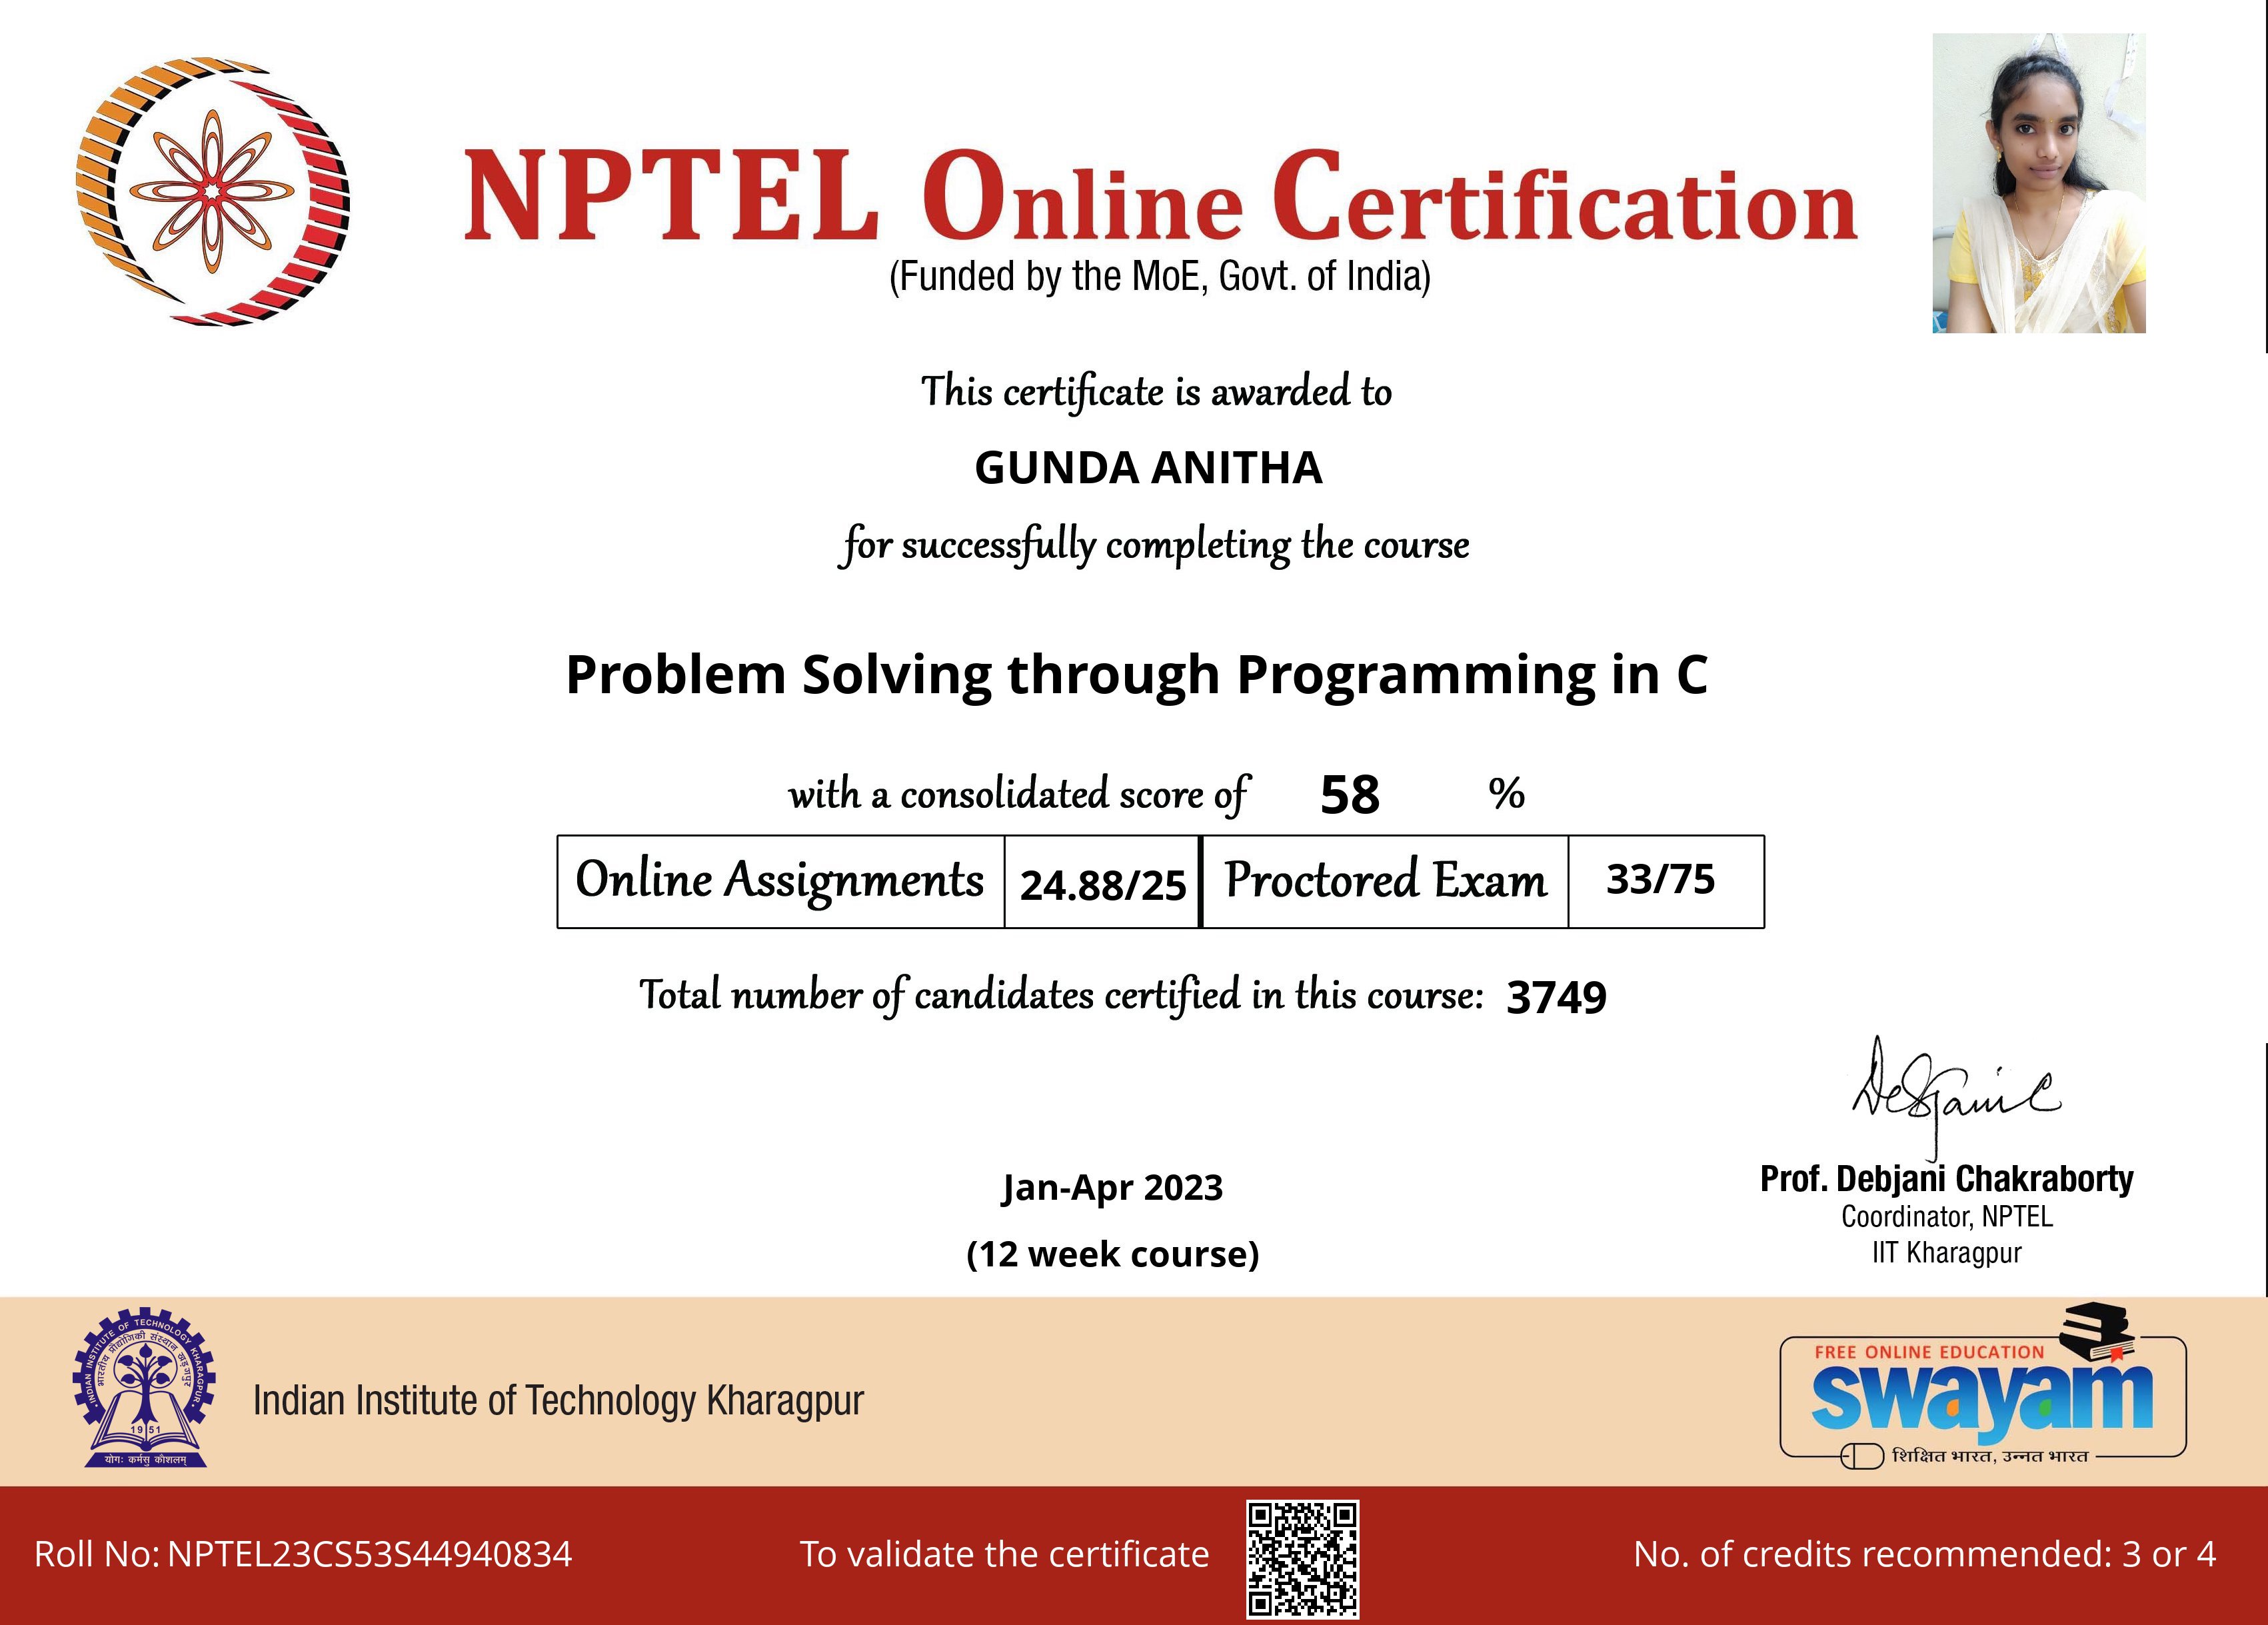 NPTEL Online Certification
(Funded by the MoE, Govt. of India)
This certificate is awarded to
GUNDA ANITHA
for successfully completing the course
Problem Solving through Programming in C
with a consolidated score of 58 %
Online Assignments 24.88/25 Proctored Exam 33/75
Total number of candidates certified in this course: 3749
Debjani C
Jan-Apr 2023
(12 week course)
Prof. Debjani Chakraborty
Coordinator, NPTEL
IIT Kharagpur
INDIAN INSTITUTE OF TECHNOLOGY KHARAGPUR
भारतीय प्रौद्योगिकी संस्थान खड़गपुर
1951
योगः कर्मसु कौशलम्
Indian Institute of Technology Kharagpur
FREE ONLINE EDUCATION
swayam
शिक्षित भारत, उन्नत भारत
Roll No: NPTEL23CS53S44940834
To validate the certificate
No. of credits recommended: 3 or 4